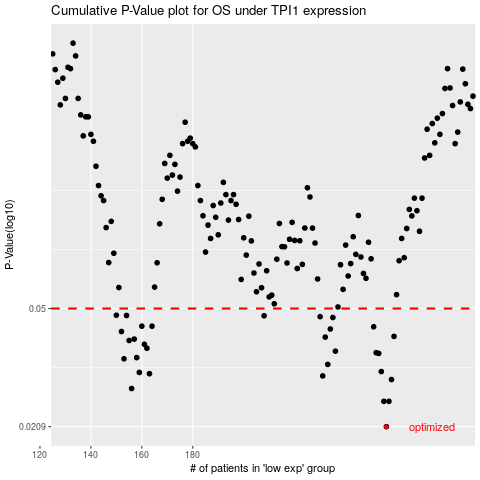 Cumulative P-Value plot for OS under TPI1 expression
P-Value(log10)
0.05
0.0209
optimized
120 140 160 180
# of patients in 'low exp' group